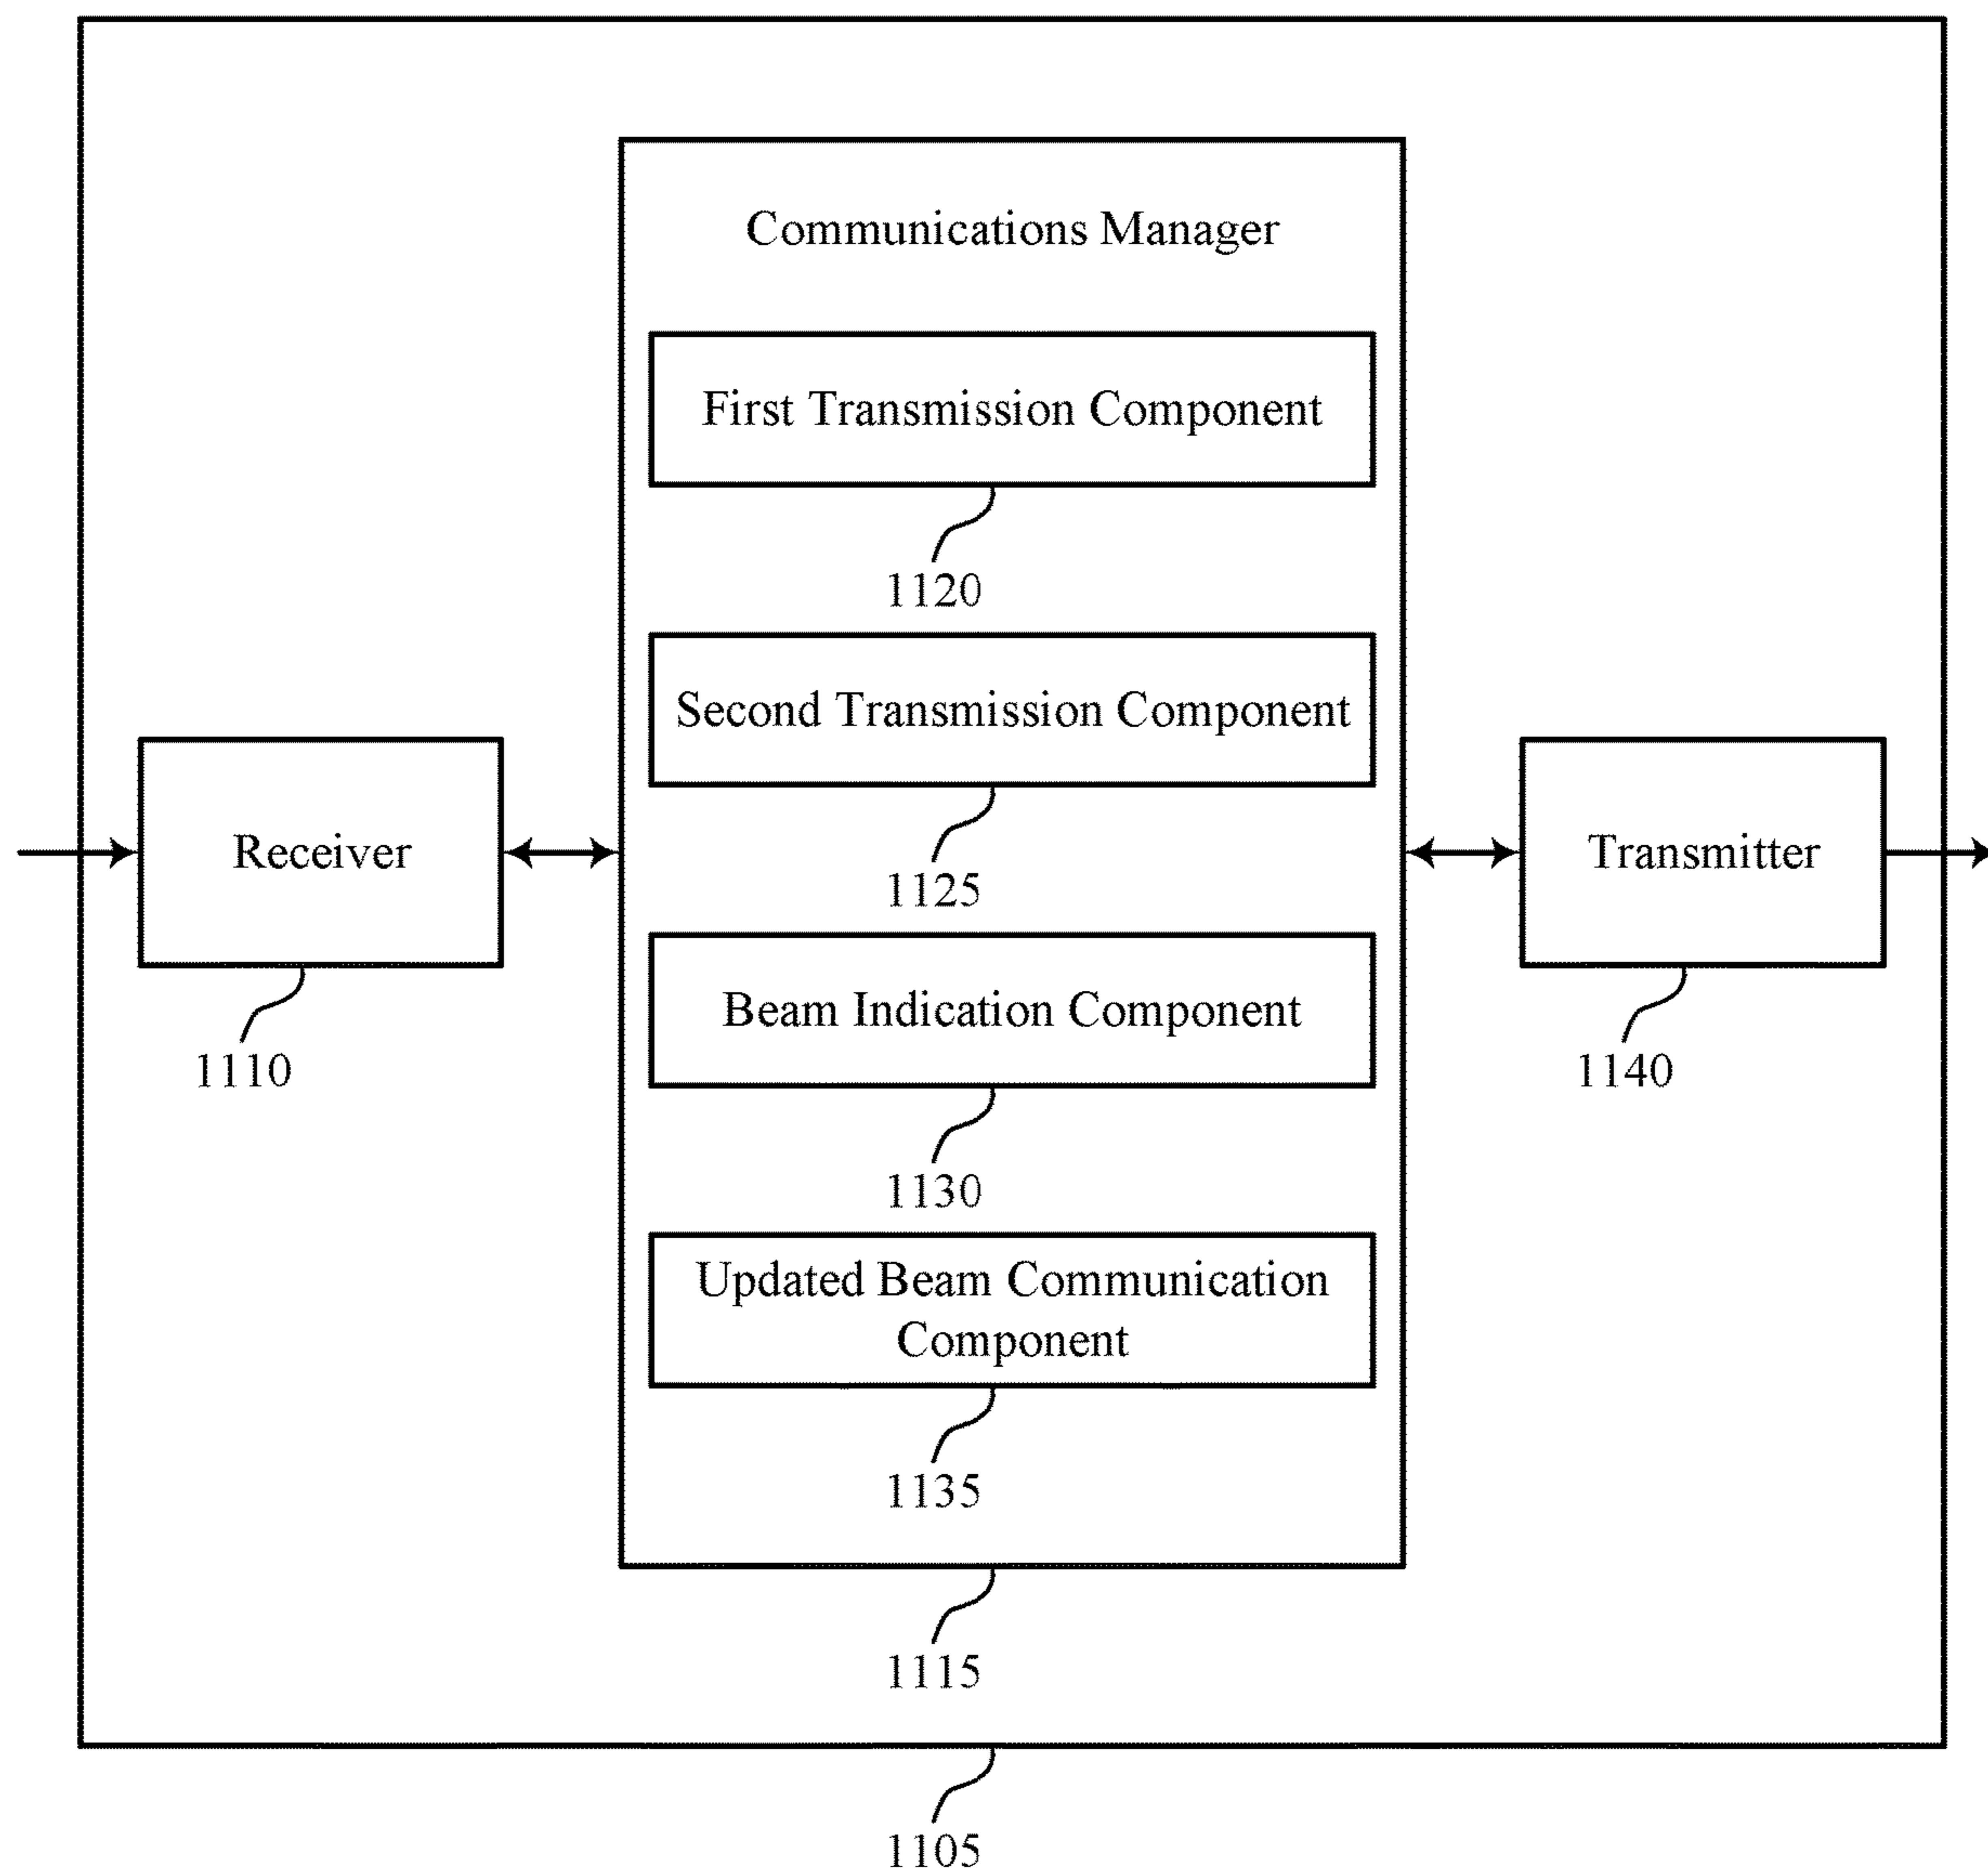 Communications Manager
First Transmission Component
1120
Second Transmission Component
1125
Receiver
1110
Transmitter
1140
Beam Indication Component
1130
Updated Beam Communication
Component
1135
1115
1105